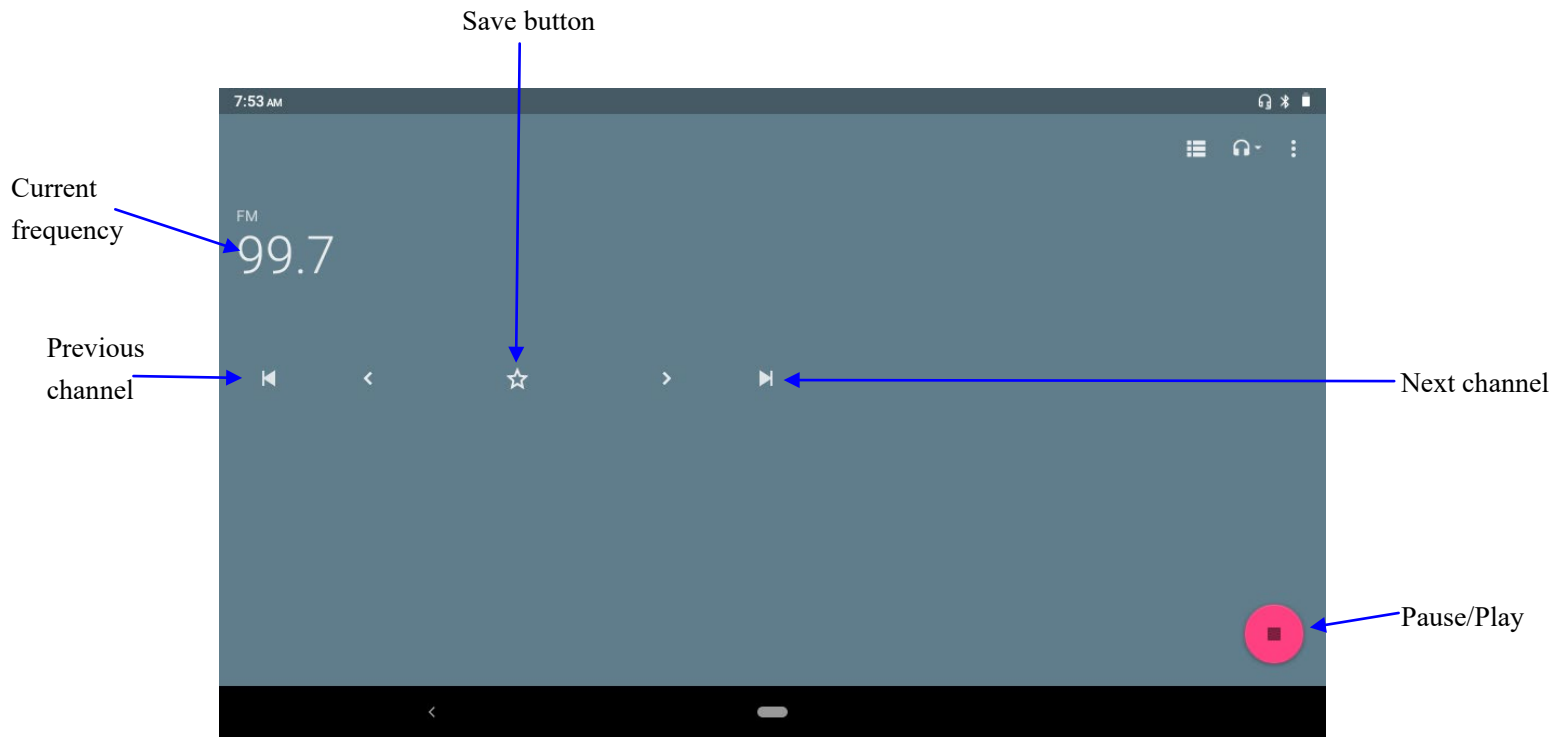 Save button
7:53 AM
Current
frequency
FM
99.7
Previous
channel
Next channel
Pause/Play